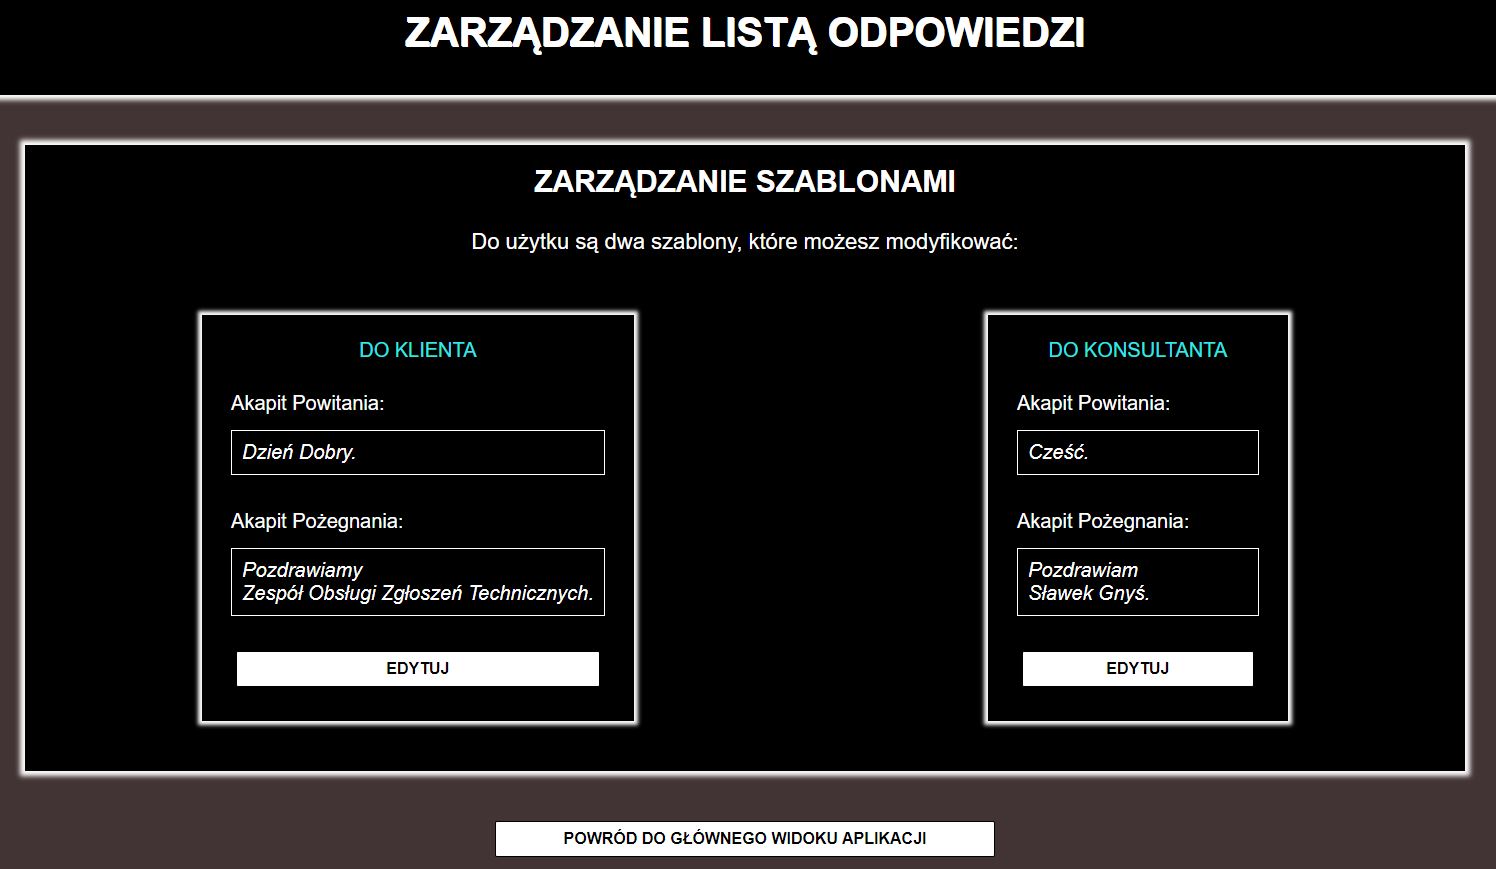 ZARZĄDZANIE LISTĄ ODPOWIEDZI
ZARZĄDZANIE SZABLONAMI
Do użytku są dwa szablony, które możesz modyfikować:
DO KLIENTA
Akapit Powitania:
Dzień Dobry.
Akapit Pożegnania:
Pozdrawiamy
Zespół Obsługi Zgłoszeń Technicznych.
EDYTUJ
DO KONSULTANTA
Akapit Powitania:
Cześć.
Akapit Pożegnania:
Pozdrawiam
Sławek Gnyś.
EDYTUJ
POWRÓD DO GŁÓWNEGO WIDOKU APLIKACJI